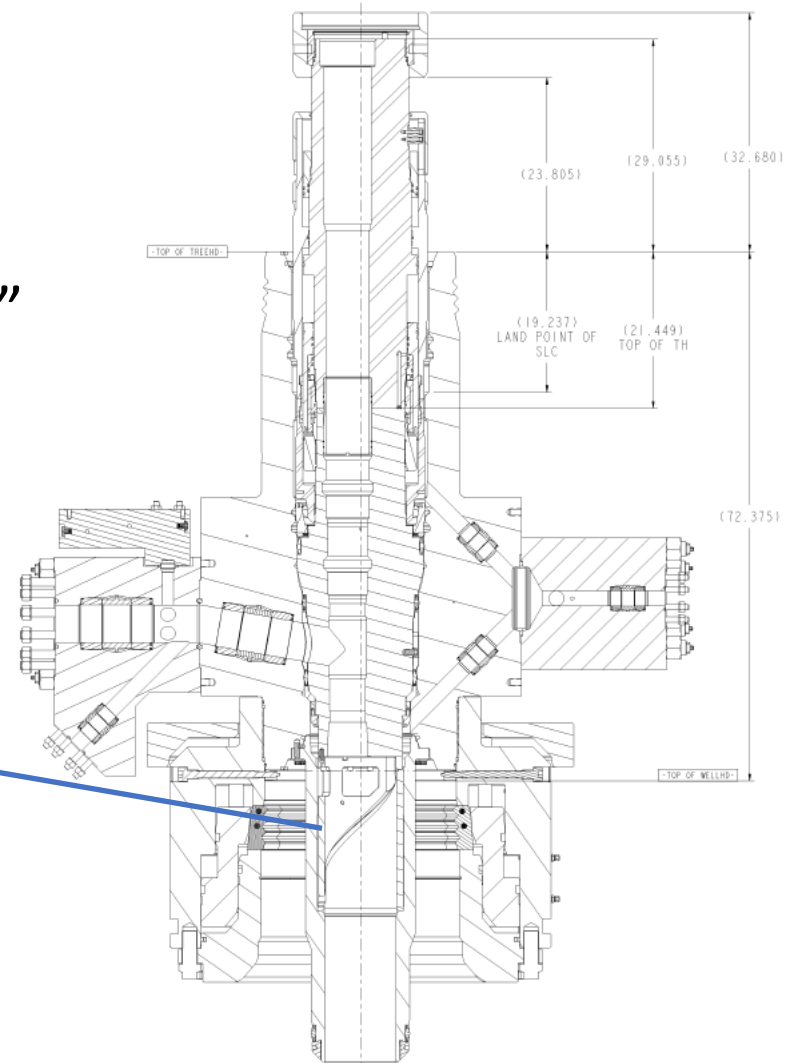 (32.680)
(29.055)
(23.805)
-TOP OF TREEHD-
”
(19.237)
LAND POINT OF
SLC
(21.449)
TOP OF TH
(72.375)
-TOP OF WELLHD-